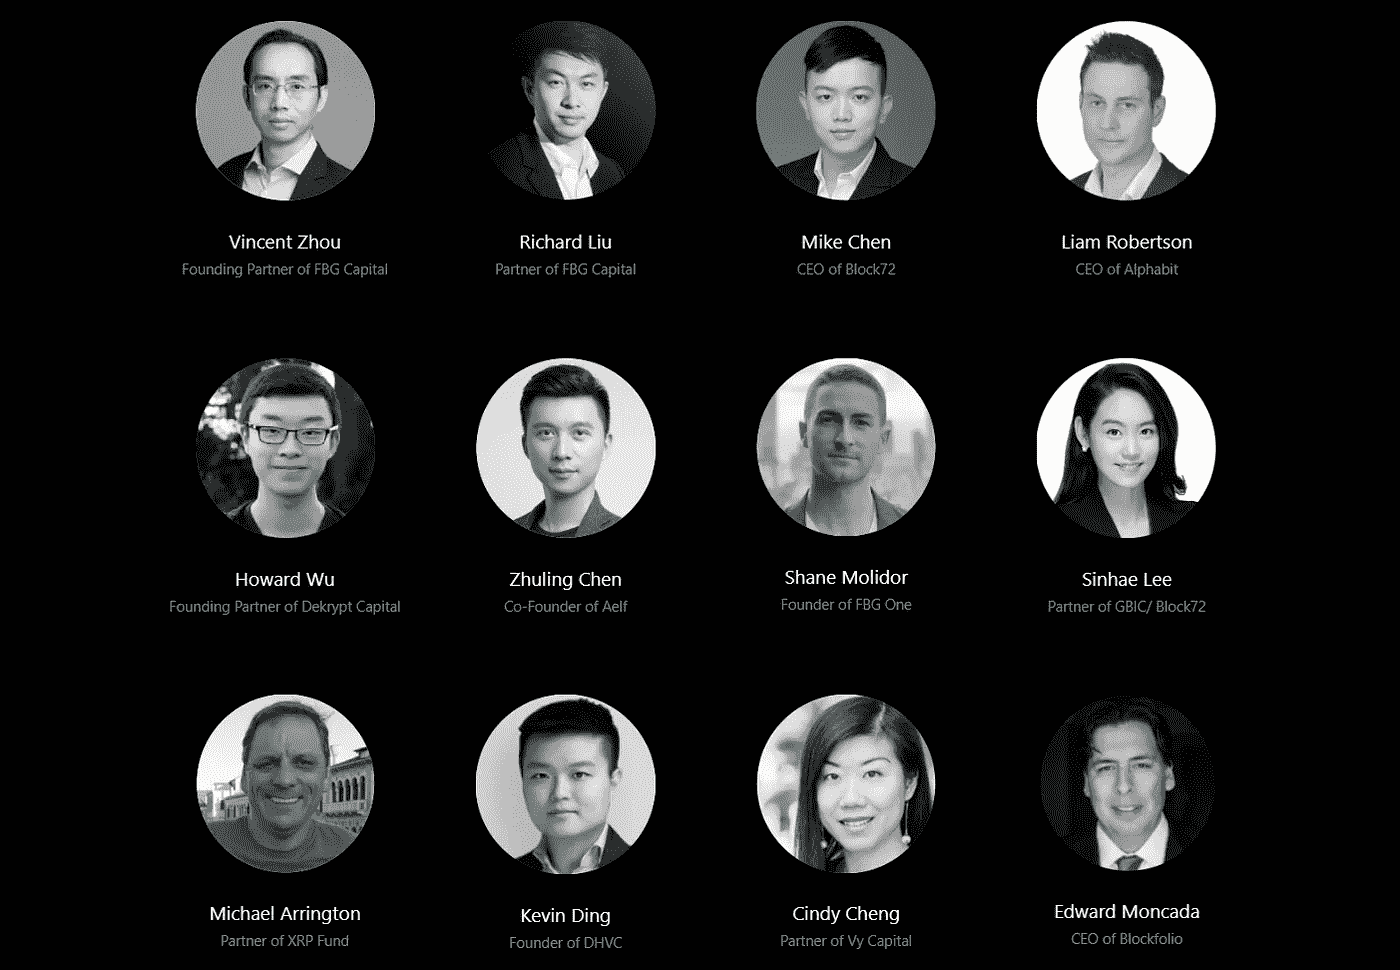 Vincent Zhou
Founding Partner of FBG Capital
Richard Liu
Partner of FBG Capital
Mike Chen
CEO of Block72
Liam Robertson
CEO of Alphabit
Howard Wu
Founding Partner of Dekrypt Capital
Zhuling Chen
Co-Founder of Aelf
Shane Molidor
Founder of FBG One
Sinhae Lee
Partner of GBIC/ Block72
Michael Arrington
Partner of XRP Fund
Kevin Ding
Founder of DHVC
Cindy Cheng
Partner of Vy Capital
Edward Moncada
CEO of Blockfolio